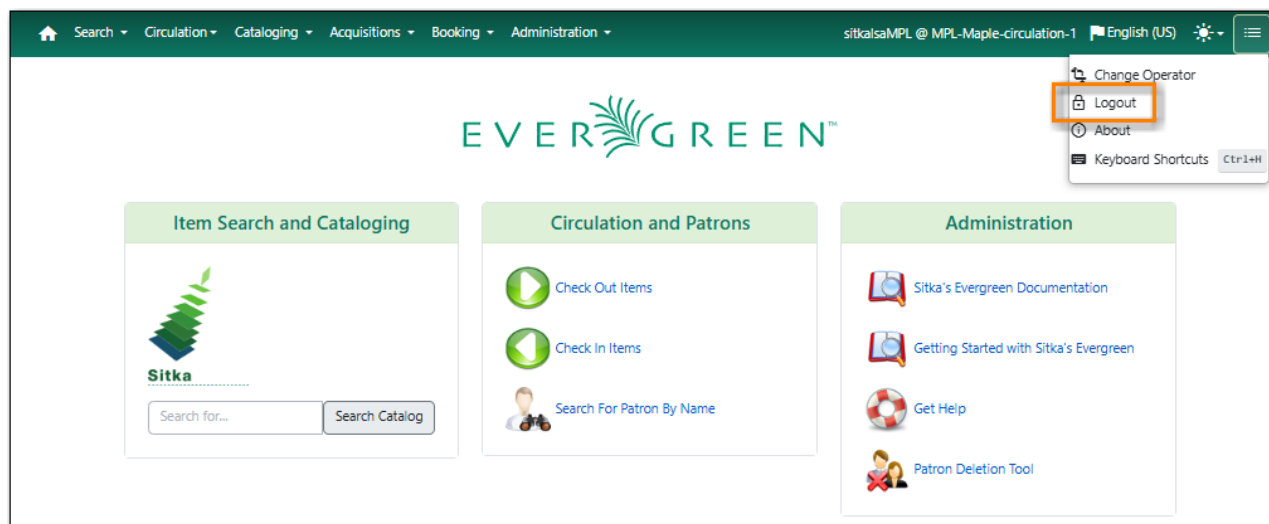 Search Circulation Cataloging Acquisitions Booking Administration sitkalsaMPL @ MPL-Maple-circulation-1 English (US)
Change Operator
Logout
About
Keyboard Shortcuts Ctrl+H
EVERGREEN™
Item Search and Cataloging
Sitka
Search for... Search Catalog
Circulation and Patrons
Check Out Items
Check In Items
Search For Patron By Name
Administration
Sitka's Evergreen Documentation
Getting Started with Sitka's Evergreen
Get Help
Patron Deletion Tool